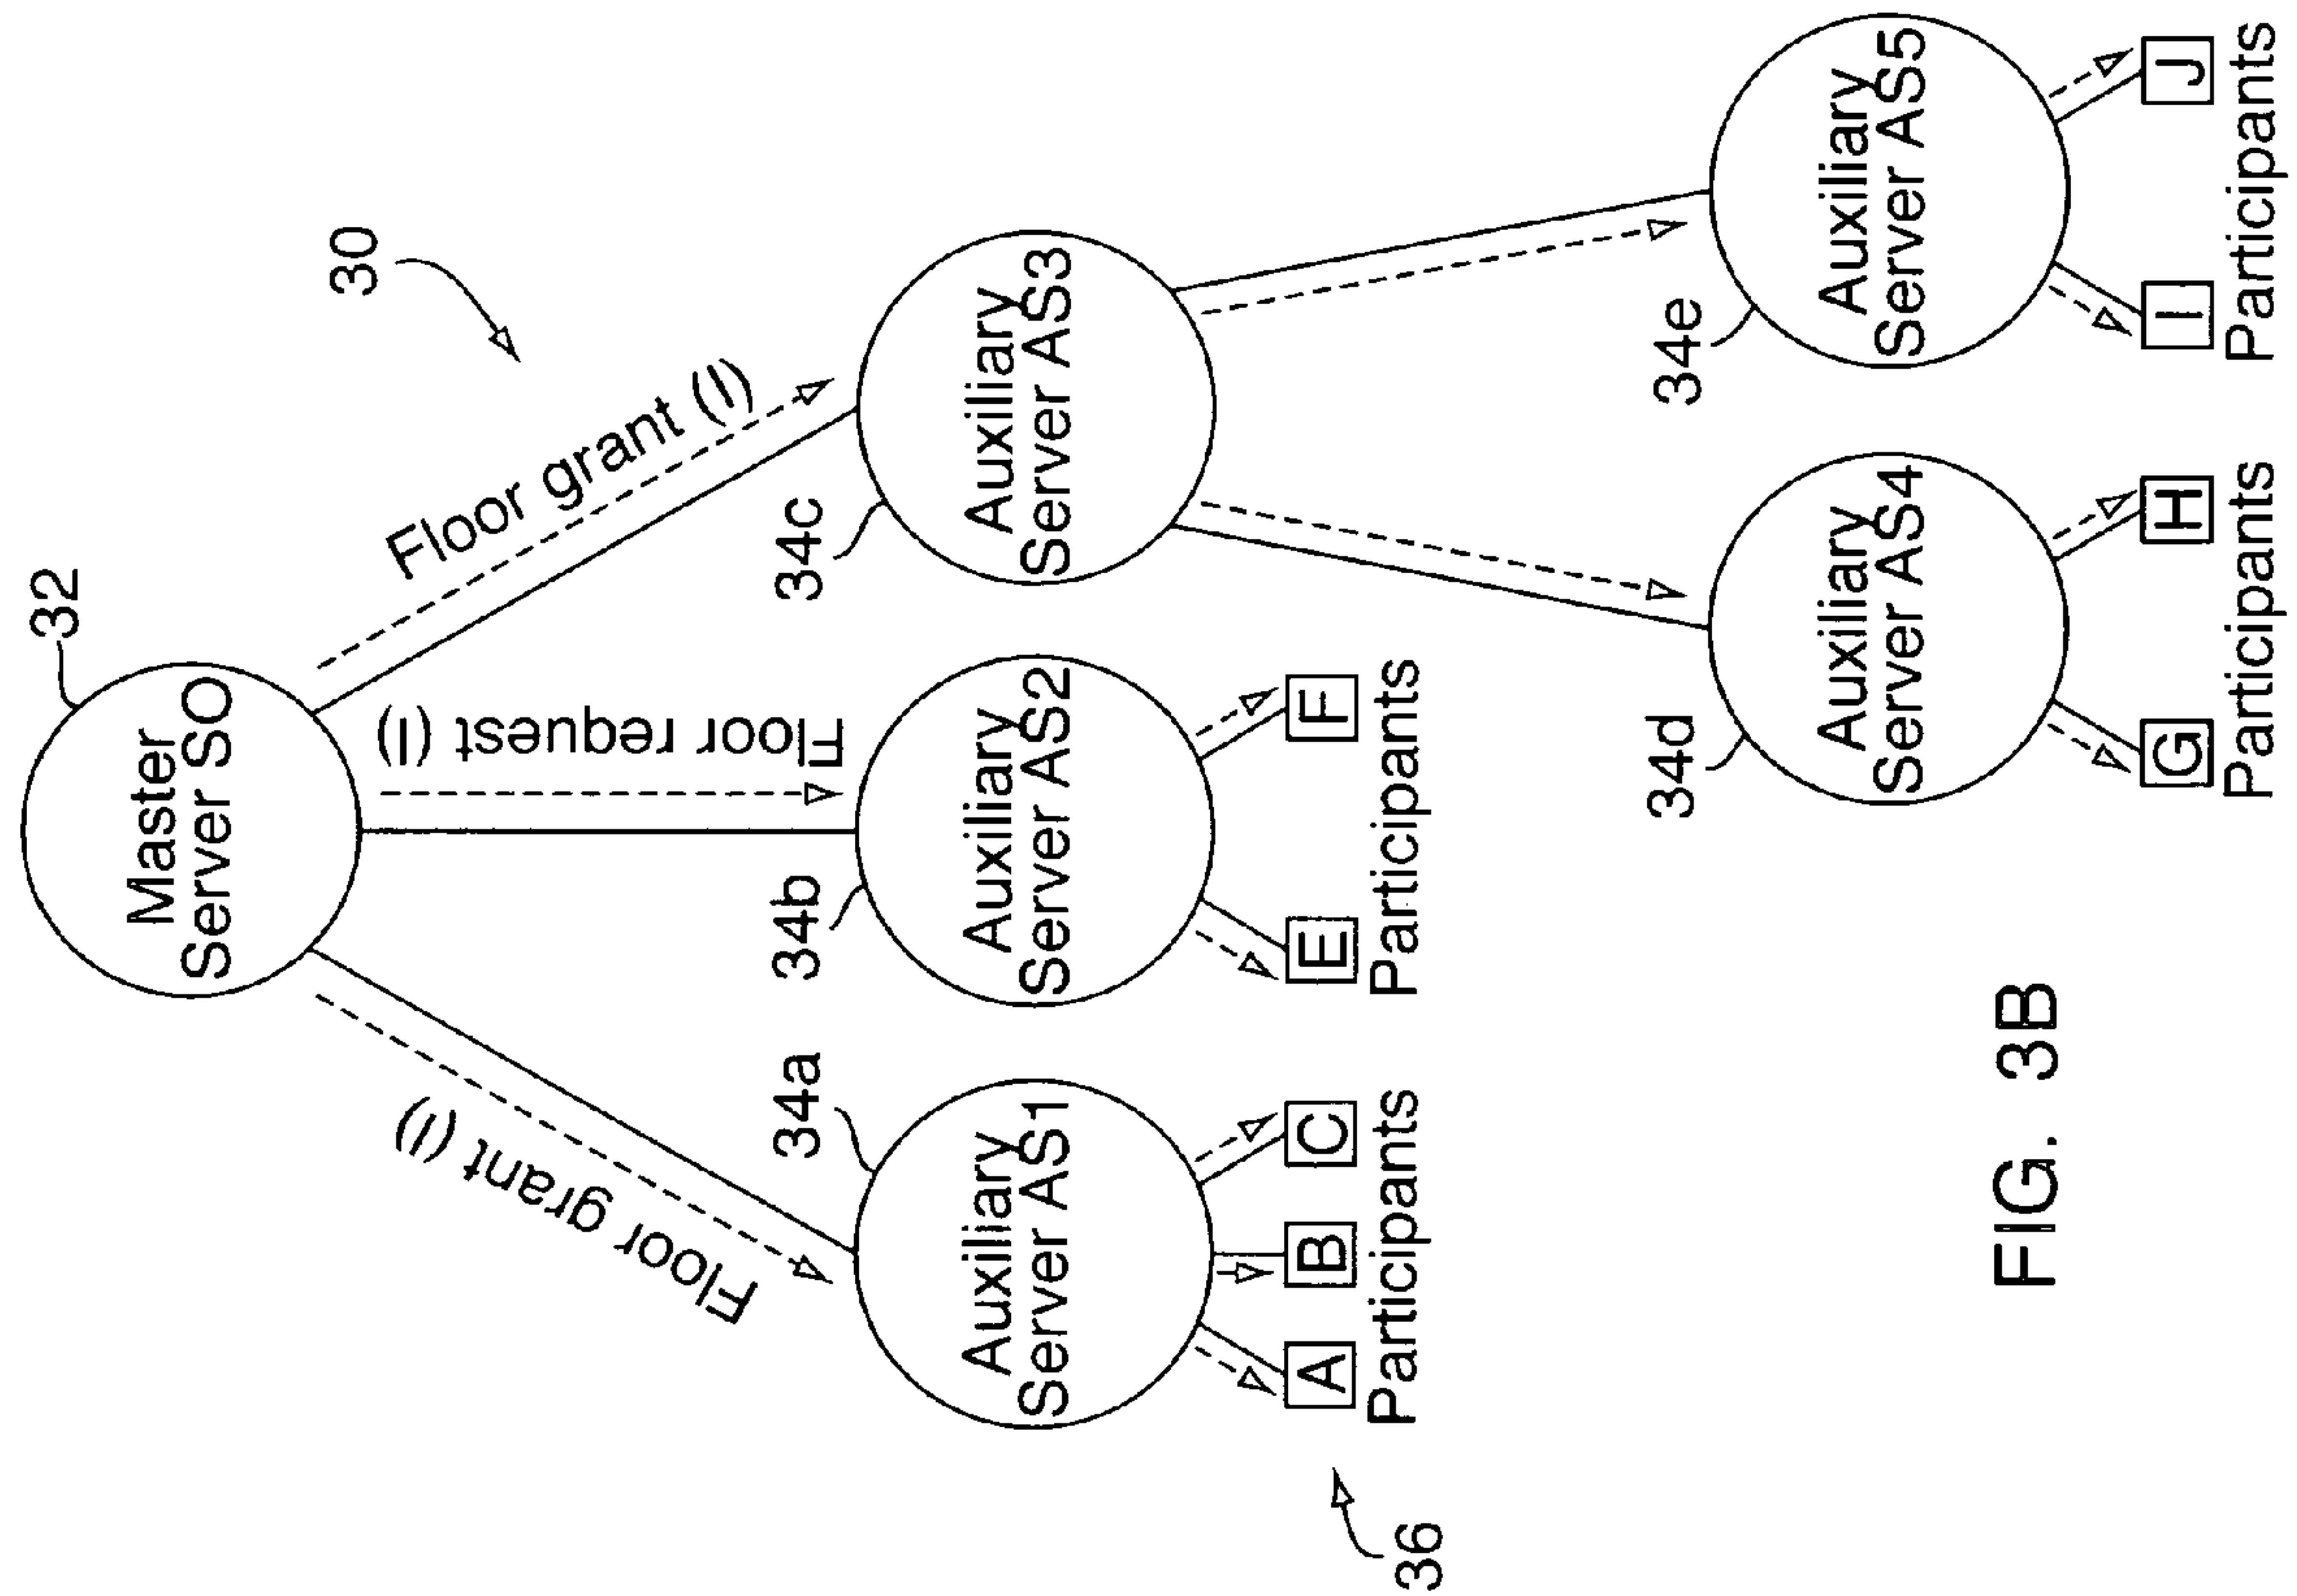 32
Master
Server SO
30
Floor grant (I)
Floor request (I)
Floor grant (I)
34a
34b
34c
Auxiliary
Server AS1
Auxiliary
Server AS2
Auxiliary
Server AS3
A B C
Participants
E F
Participants
36
34d
34e
Auxiliary
Server AS4
Auxiliary
Server AS5
G H
Participants
I J
Participants
FIG. 3B